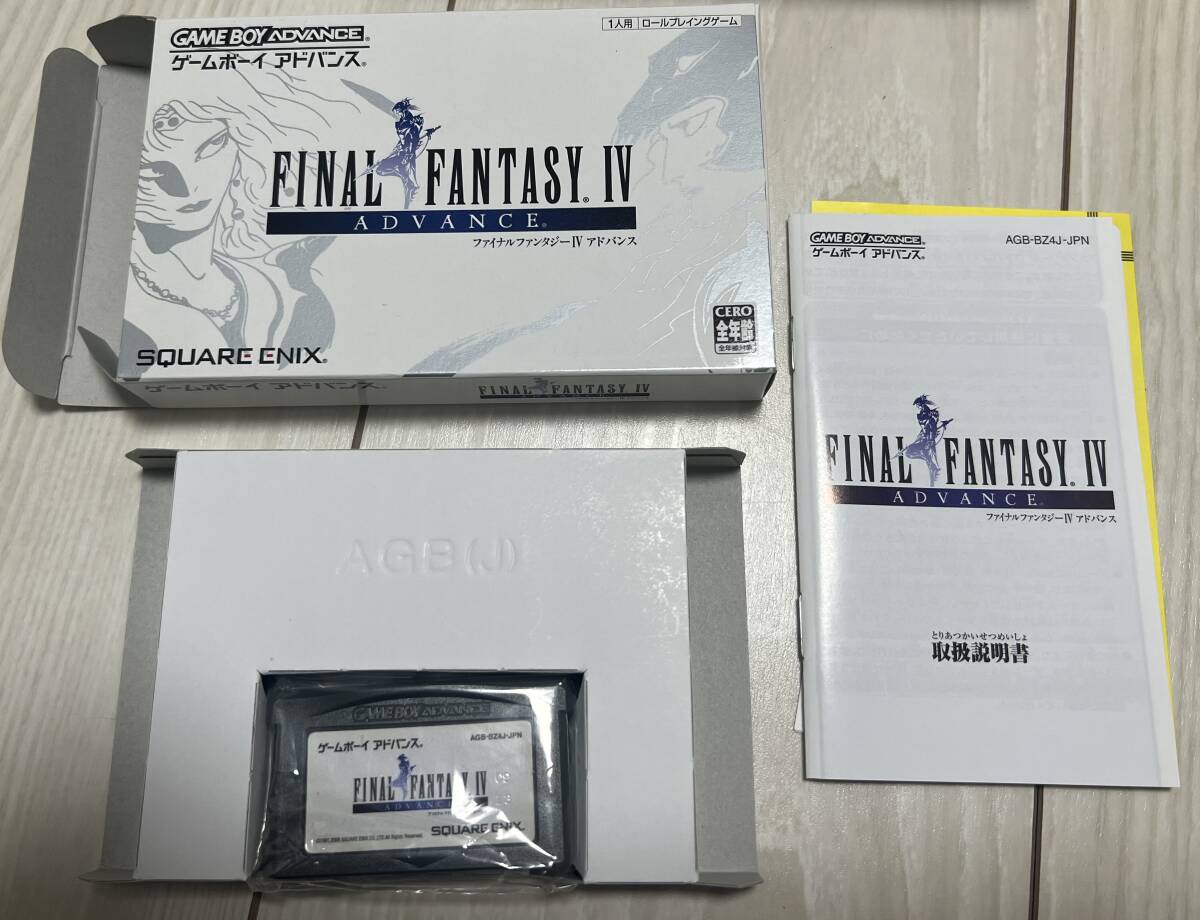 GAME BOY ADVANCE
ゲームボーイ アドバンス®
1人用 ロールプレイングゲーム
FINAL FANTASY® IV
ADVANCE®
ファイナルファンタジーIV アドバンス
CERO
全年齢
全年齢対象
SQUARE ENIX®
ゲームボーイ アドバンス®
FINAL FANTASY IV
GAME BOY ADVANCE
AGB-BZ4J-JPN
ゲームボーイ アドバンス®
FINAL FANTASY® IV
ADVANCE®
ファイナルファンタジーIV アドバンス
とりあつかいせつめいしょ
取扱説明書
AGB(J)
GAME BOY ADVANCE
ゲームボーイ アドバンス®
AGB-BZ4J-JPN
FINAL FANTASY IV
ADVANCE
SQUARE ENIX